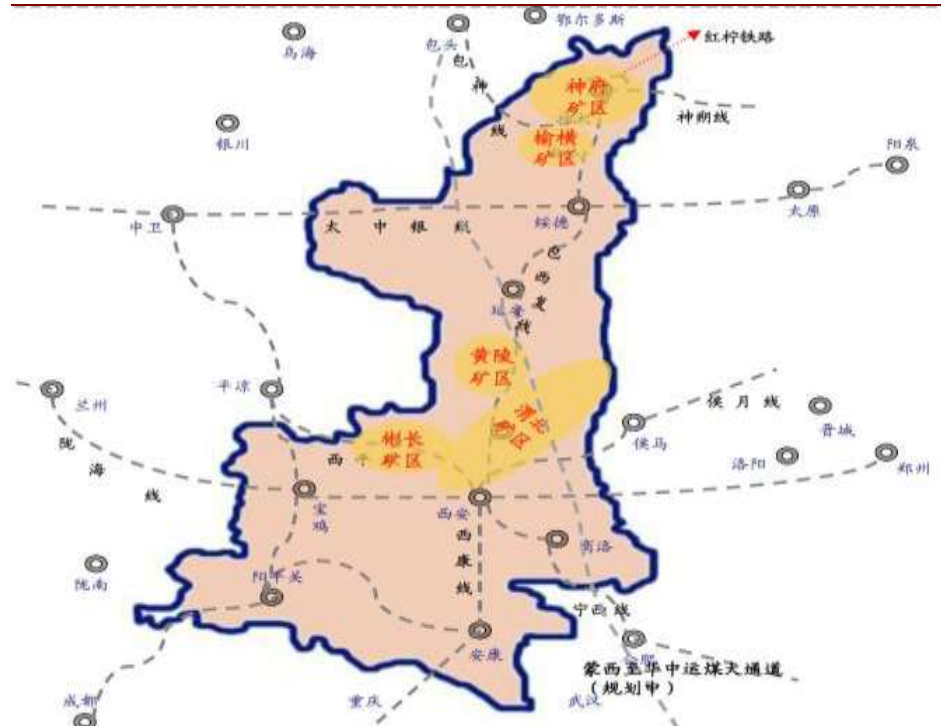 鄂尔多斯
乌海
包头
红柠铁路
包
神
线
神府
矿区
神朔线
银川
榆横
矿区
阳泉
太原
中卫
绥德
太中银线
包
西
复
线
延安
黄陵
矿区
平凉
兰州
侯月线
渭北
矿区
彬长
矿区
侯马
晋城
西平
洛阳
郑州
陇
海
线
宝
鸡
西安
西
康
线
商洛
陇南
阳平关
宁西线
安康
合肥
蒙西至华中运煤大通道
(规划中)
成都
重庆
武汉